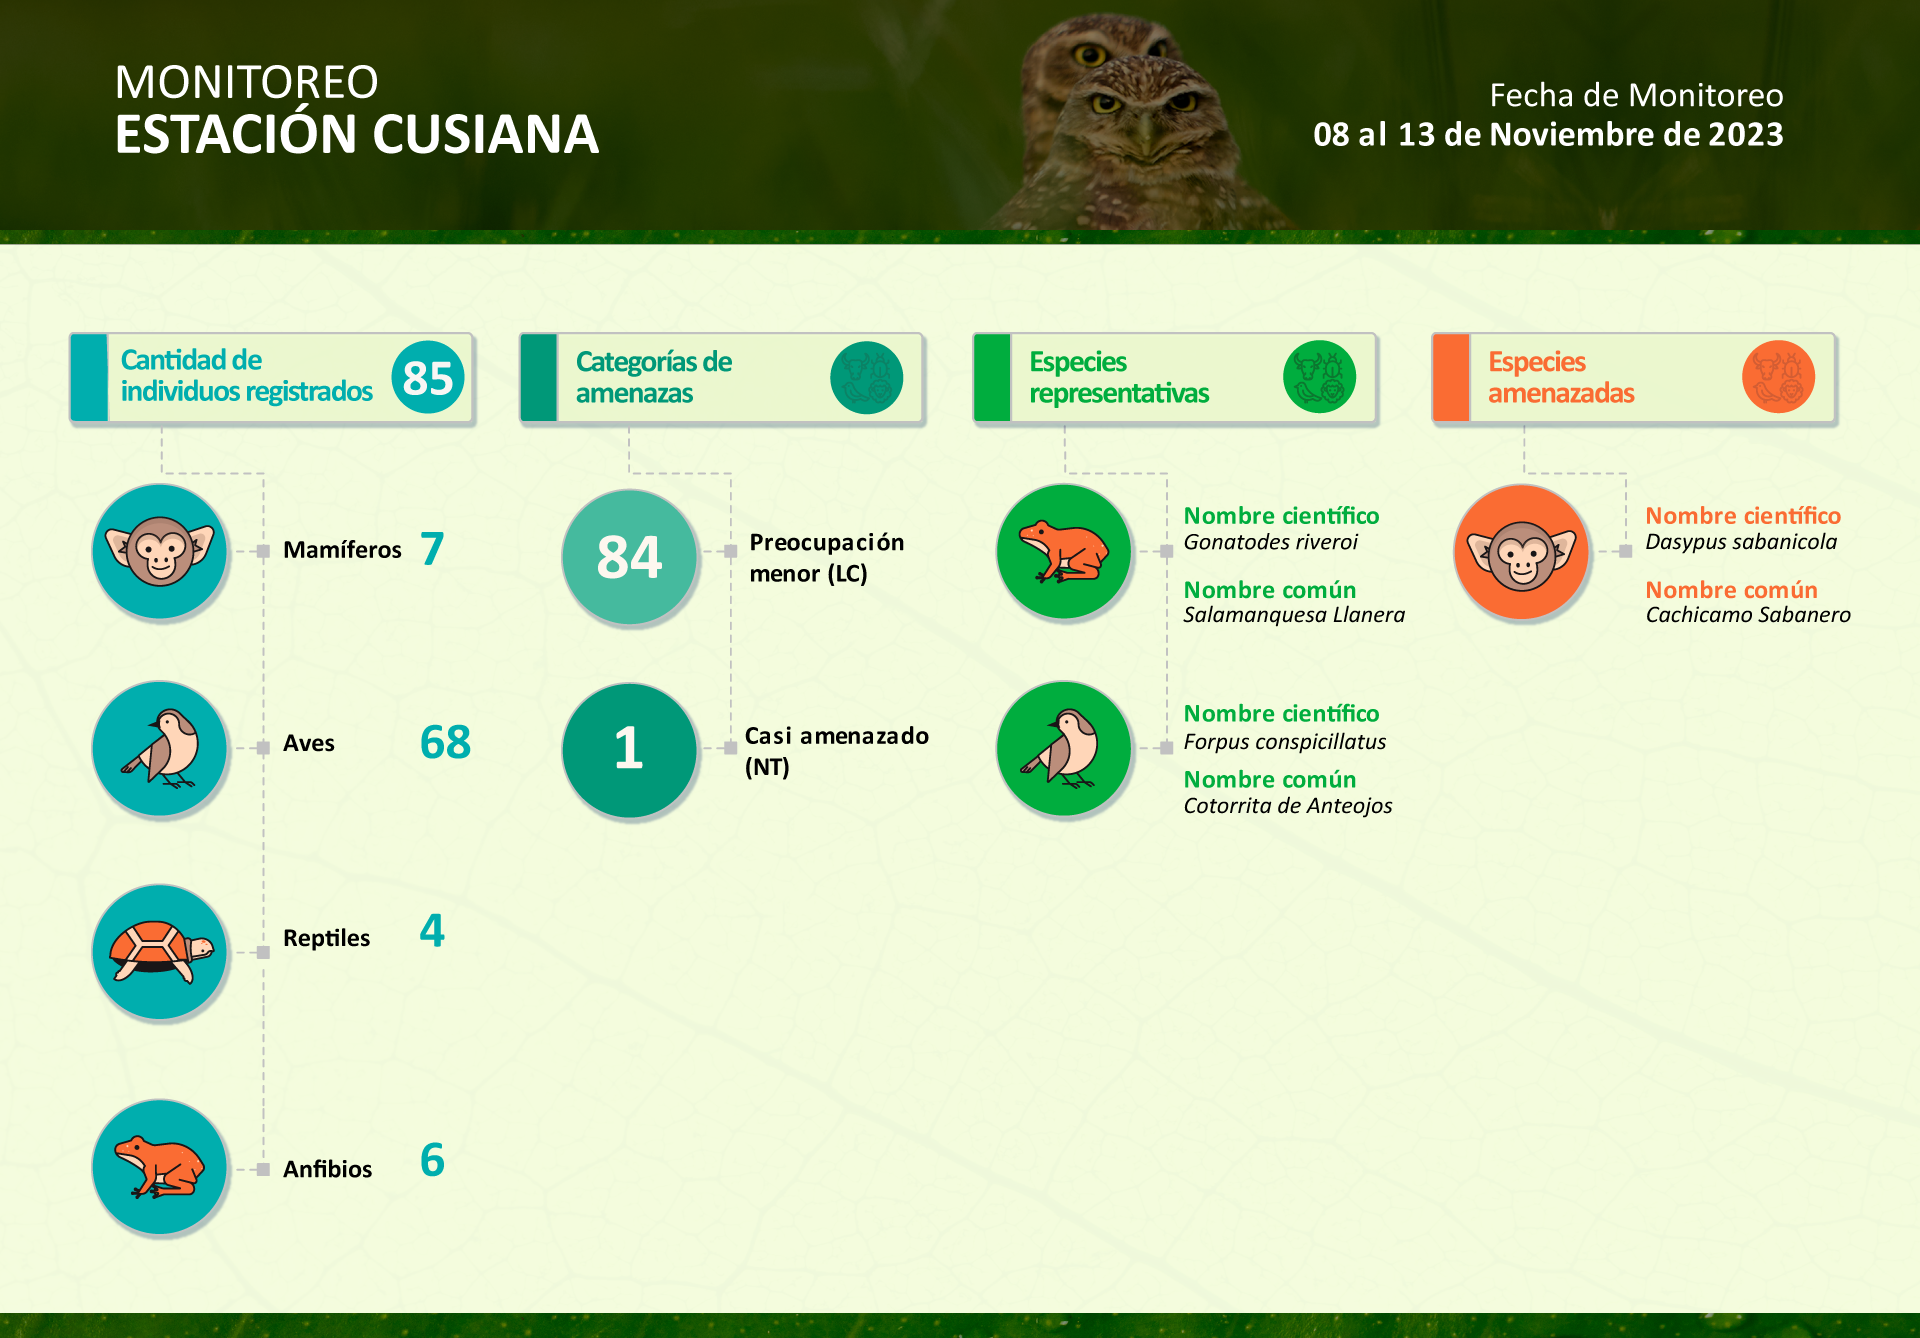 MONITOREO
ESTACIÓN CUSIANA
Fecha de Monitoreo
08 al 13 de Noviembre de 2023
Cantidad de
individuos registrados
85
Mamíferos 7
Aves 68
Reptiles 4
Anfibios 6
Categorías de
amenazas
84
Preocupación
menor (LC)
1
Casi amenazado
(NT)
Especies
representativas
Nombre científico
Gonatodes riveroi
Nombre común
Salamanquesa Llanera
Nombre científico
Forpus conspicillatus
Nombre común
Cotorrita de Anteojos
Especies
amenazadas
Nombre científico
Dasypus sabanicola
Nombre común
Cachicamo Sabanero